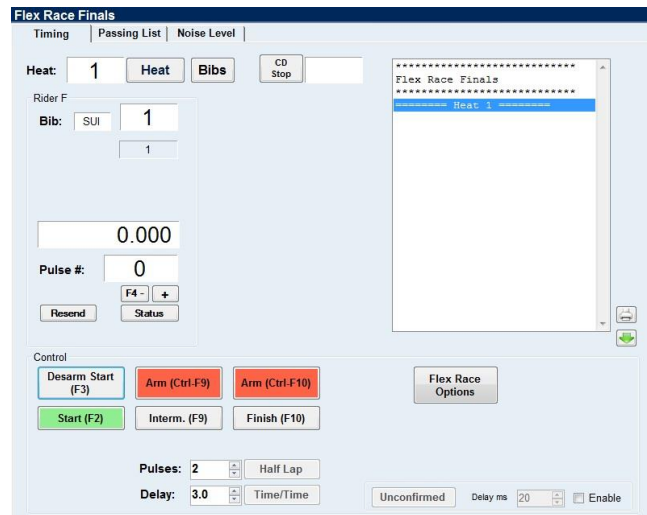 Flex Race Finals
Timing Passing List Noise Level
Heat: 1 Heat Bibs CD Stop
****************************
Flex Race Finals
****************************
======== Heat 1 ========
Rider F
Bib: SUI 1
1
0.000
Pulse #: 0
F4 - +
Resend Status
Control
Desarm Start (F3) Arm (Ctrl-F9) Arm (Ctrl-F10) Flex Race Options
Start (F2) Interm. (F9) Finish (F10)
Pulses: 2 Half Lap
Delay: 3.0 Time/Time Unconfirmed Delay ms 20 Enable